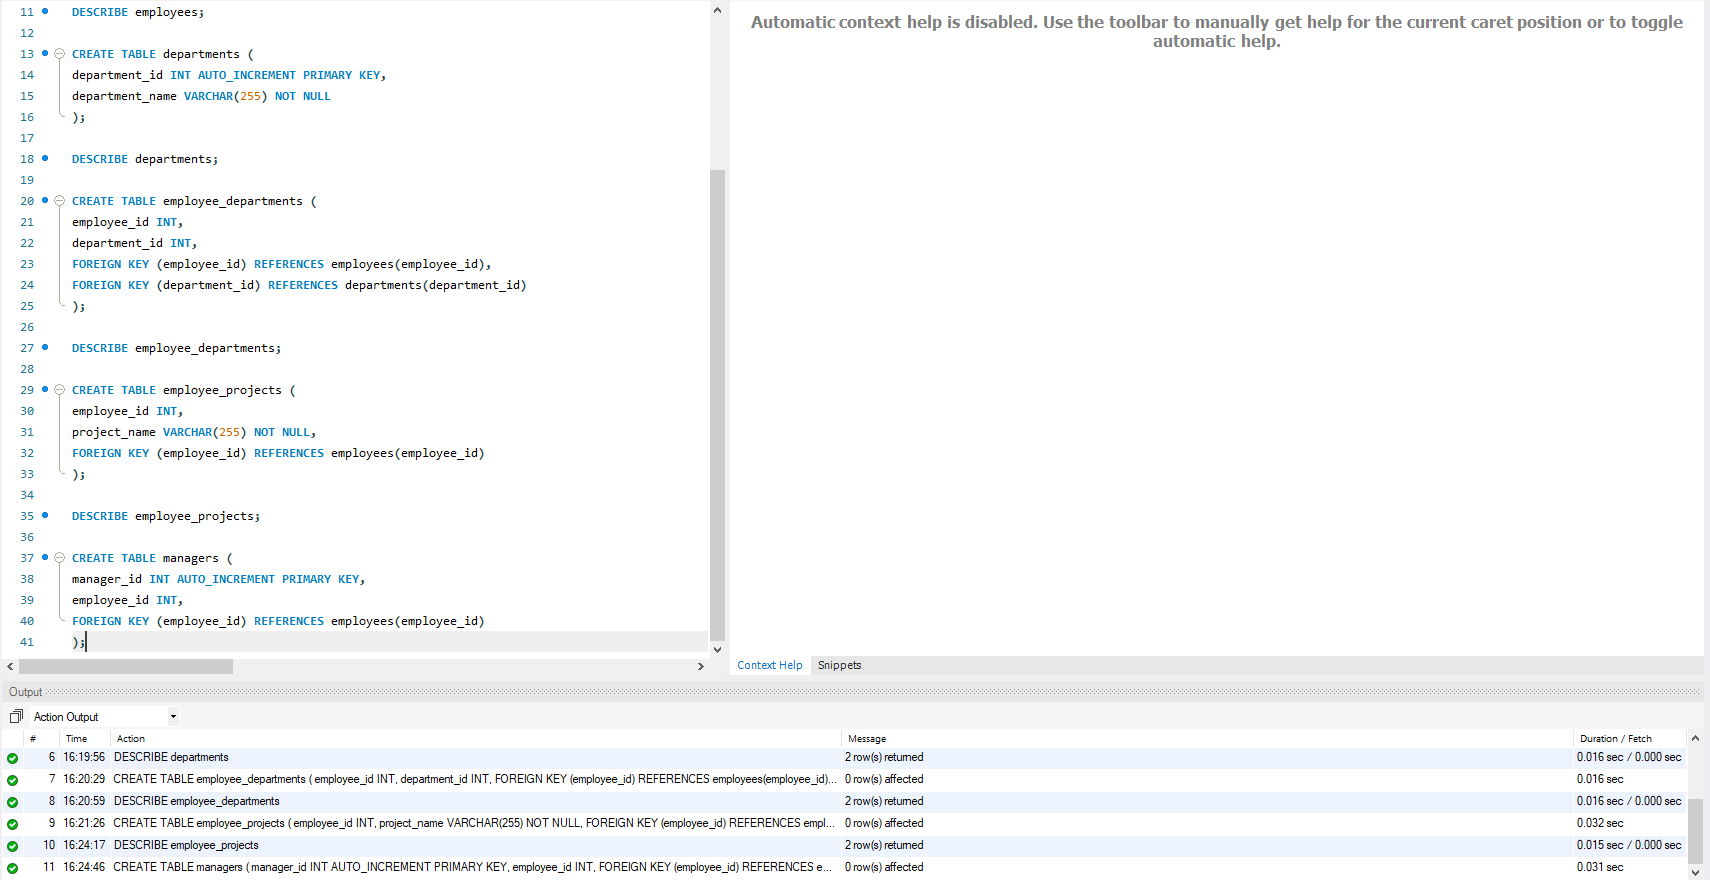 11 DESCRIBE employees;
12
13 CREATE TABLE departments (
14 department_id INT AUTO_INCREMENT PRIMARY KEY,
15 department_name VARCHAR(255) NOT NULL
16 );
17
18 DESCRIBE departments;
19
20 CREATE TABLE employee_departments (
21 employee_id INT,
22 department_id INT,
23 FOREIGN KEY (employee_id) REFERENCES employees(employee_id),
24 FOREIGN KEY (department_id) REFERENCES departments(department_id)
25 );
26
27 DESCRIBE employee_departments;
28
29 CREATE TABLE employee_projects (
30 employee_id INT,
31 project_name VARCHAR(255) NOT NULL,
32 FOREIGN KEY (employee_id) REFERENCES employees(employee_id)
33 );
34
35 DESCRIBE employee_projects;
36
37 CREATE TABLE managers (
38 manager_id INT AUTO_INCREMENT PRIMARY KEY,
39 employee_id INT,
40 FOREIGN KEY (employee_id) REFERENCES employees(employee_id)
41 );
Automatic context help is disabled. Use the toolbar to manually get help for the current caret position or to toggle
automatic help.
Context Help Snippets
Output
Action Output
# Time Action Message Duration / Fetch
6 16:19:56 DESCRIBE departments 2 row(s) returned 0.016 sec / 0.000 sec
7 16:20:29 CREATE TABLE employee_departments ( employee_id INT, department_id INT, FOREIGN KEY (employee_id) REFERENCES employees(employee_id)... 0 row(s) affected 0.016 sec
8 16:20:59 DESCRIBE employee_departments 2 row(s) returned 0.016 sec / 0.000 sec
9 16:21:26 CREATE TABLE employee_projects ( employee_id INT, project_name VARCHAR(255) NOT NULL, FOREIGN KEY (employee_id) REFERENCES empl... 0 row(s) affected 0.032 sec
10 16:24:17 DESCRIBE employee_projects 2 row(s) returned 0.015 sec / 0.000 sec
11 16:24:46 CREATE TABLE managers ( manager_id INT AUTO_INCREMENT PRIMARY KEY, employee_id INT, FOREIGN KEY (employee_id) REFERENCES e... 0 row(s) affected 0.031 sec